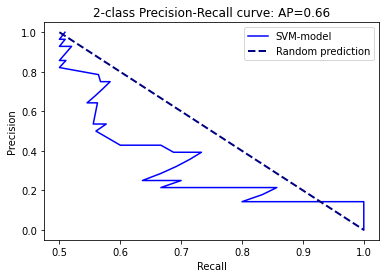 2-class Precision-Recall curve: AP=0.66
SVM-model
Random prediction
Precision
1.0
0.8
0.6
0.4
0.2
0.0
0.5 0.6 0.7 0.8 0.9 1.0
Recall